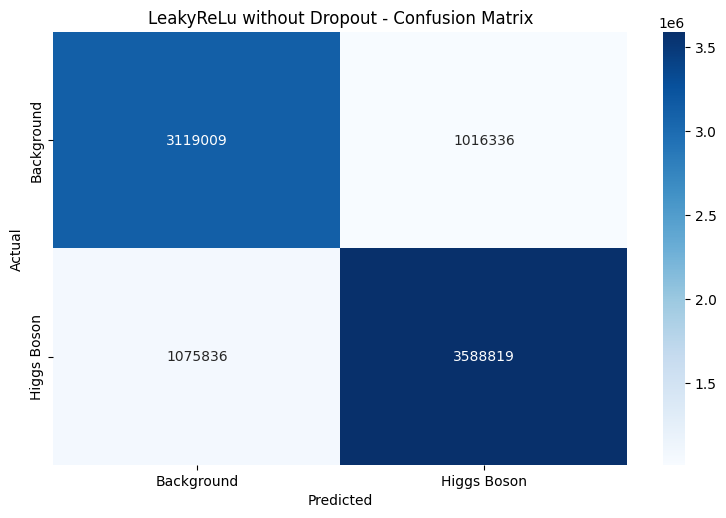 LeakyReLu without Dropout - Confusion Matrix
1e6
3.5
3.0
2.5
2.0
1.5
Actual
Background
Higgs Boson
3119009
1016336
1075836
3588819
Background
Higgs Boson
Predicted